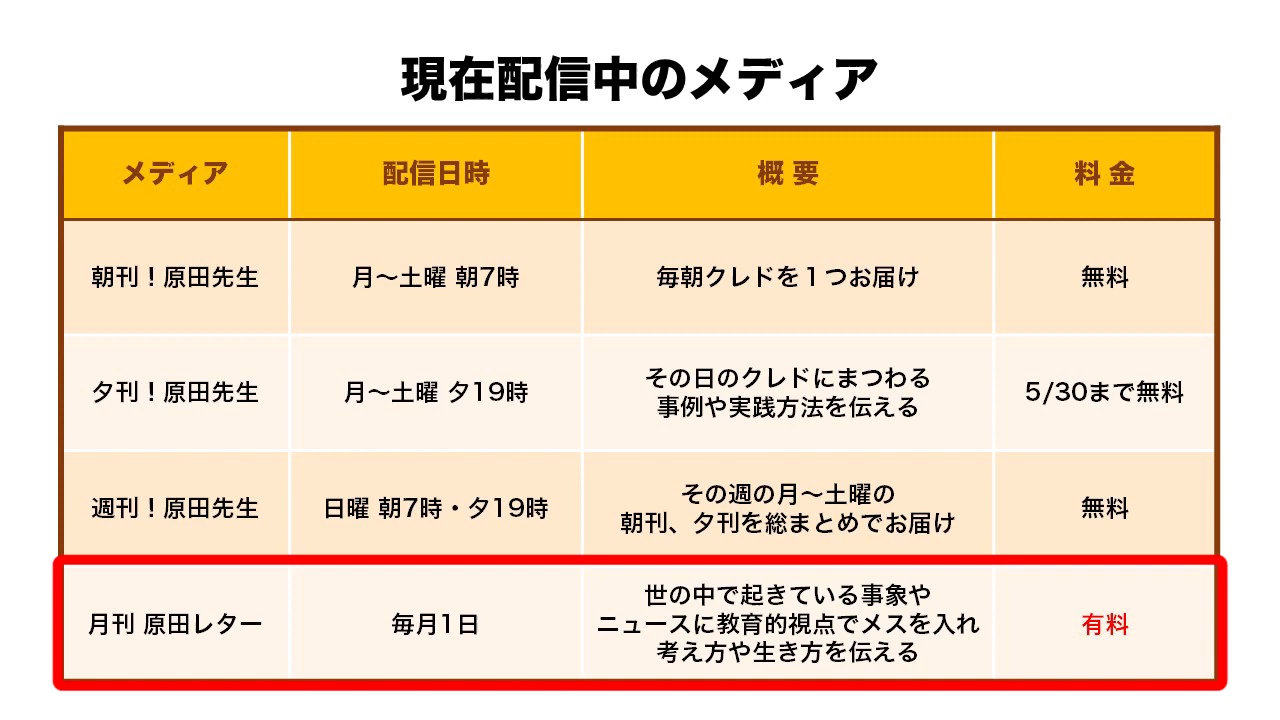 現在配信中のメディア
メディア 配信日時 概 要 料 金
朝刊！原田先生 月〜土曜 朝7時 毎朝クレドを１つお届け 無料
夕刊！原田先生 月〜土曜 夕19時 その日のクレドにまつわる
事例や実践方法を伝える 5/30まで無料
週刊！原田先生 日曜 朝7時・夕19時 その週の月〜土曜の
朝刊、夕刊を総まとめでお届け 無料
月刊 原田レター 毎月1日 世の中で起きている事象や
ニュースに教育的視点でメスを入れ
考え方や生き方を伝える 有料